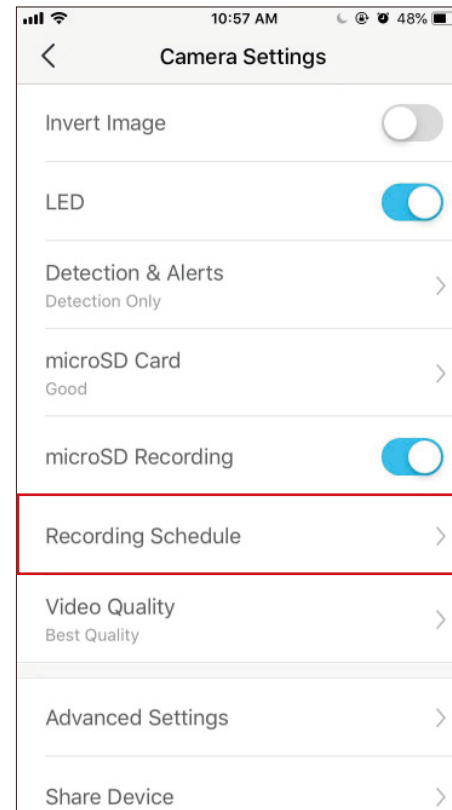 10:57 AM 48%
Camera Settings
Invert Image
LED
Detection & Alerts
Detection Only
microSD Card
Good
microSD Recording
Recording Schedule
Video Quality
Best Quality
Advanced Settings
Share Device